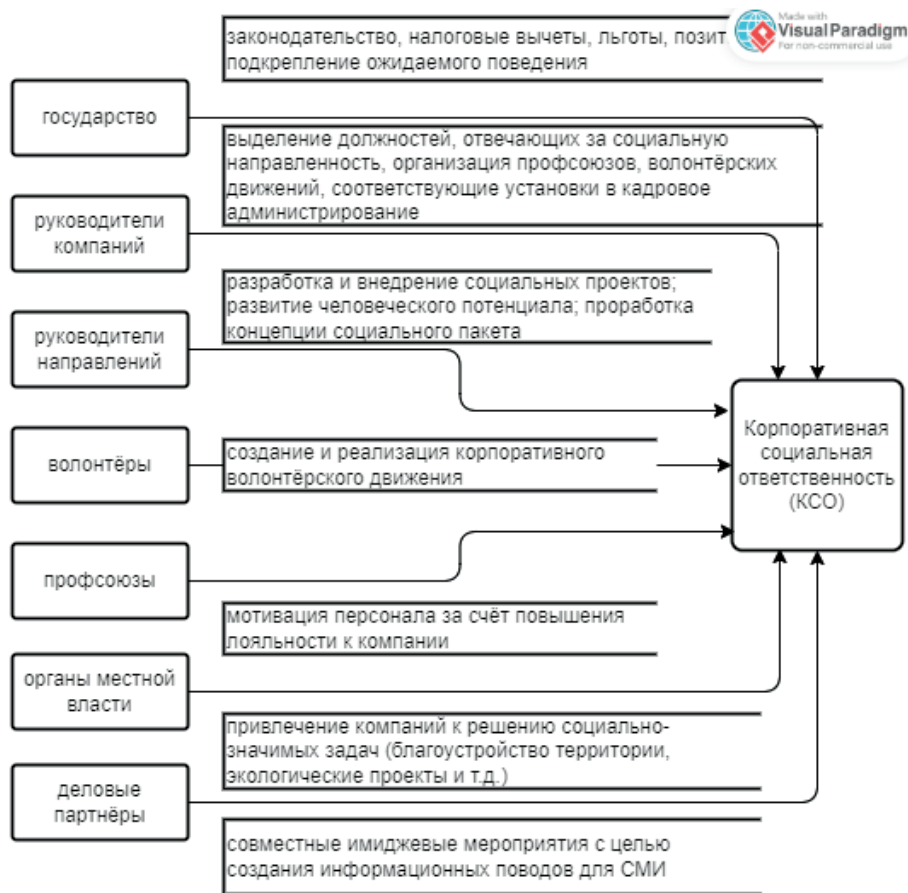 Made with
Visual Paradigm
For non-commercial use
законодательство, налоговые вычеты, льготы,
подкрепление ожидаемого поведения
государство
выделение должностей, отвечающих за социальную
направленность, организация профсоюзов, волонтёрских
движений, соответствующие установки в кадровое
администрирование
руководители
компаний
разработка и внедрение социальных проектов;
развитие человеческого потенциала; проработка
концепции социального пакета
руководители
направлений
Корпоративная
социальная
ответственность
(КСО)
волонтёры
создание и реализация корпоративного
волонтёрского движения
профсоюзы
мотивация персонала за счёт повышения
лояльности к компании
органы местной
власти
привлечение компаний к решению социально-
значимых задач (благоустройство территории,
экологические проекты и т.д.)
деловые
партнёры
совместные имиджевые мероприятия с целью
создания информационных поводов для СМИ